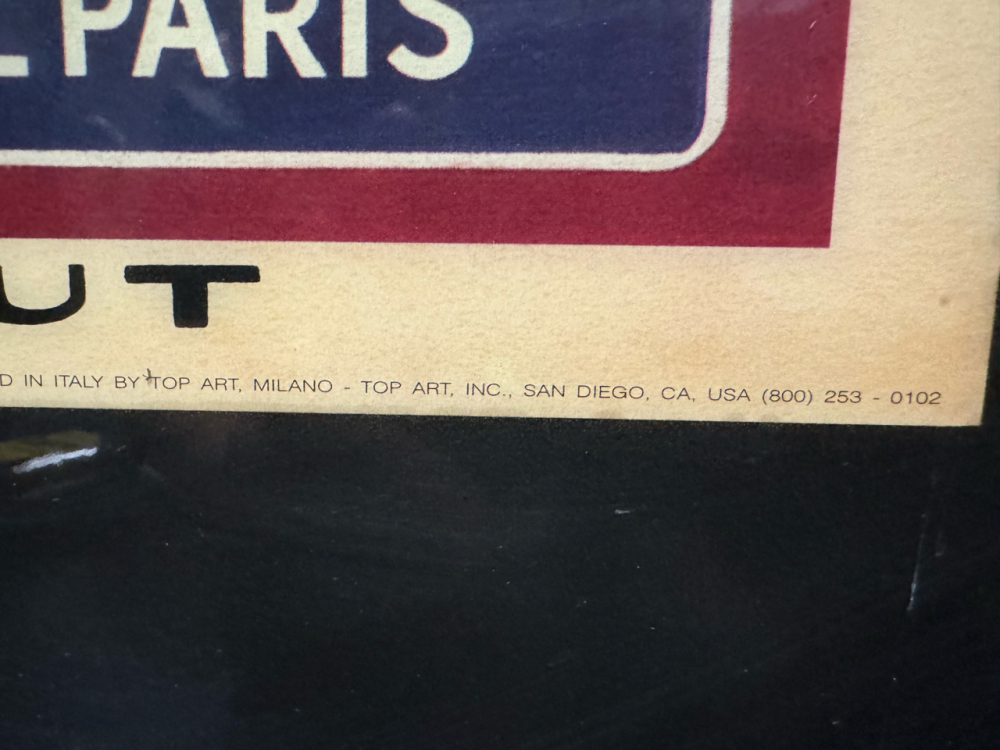 PARIS
UT
D IN ITALY BY TOP ART, MILANO - TOP ART, INC., SAN DIEGO, CA, USA (800) 253 - 0102